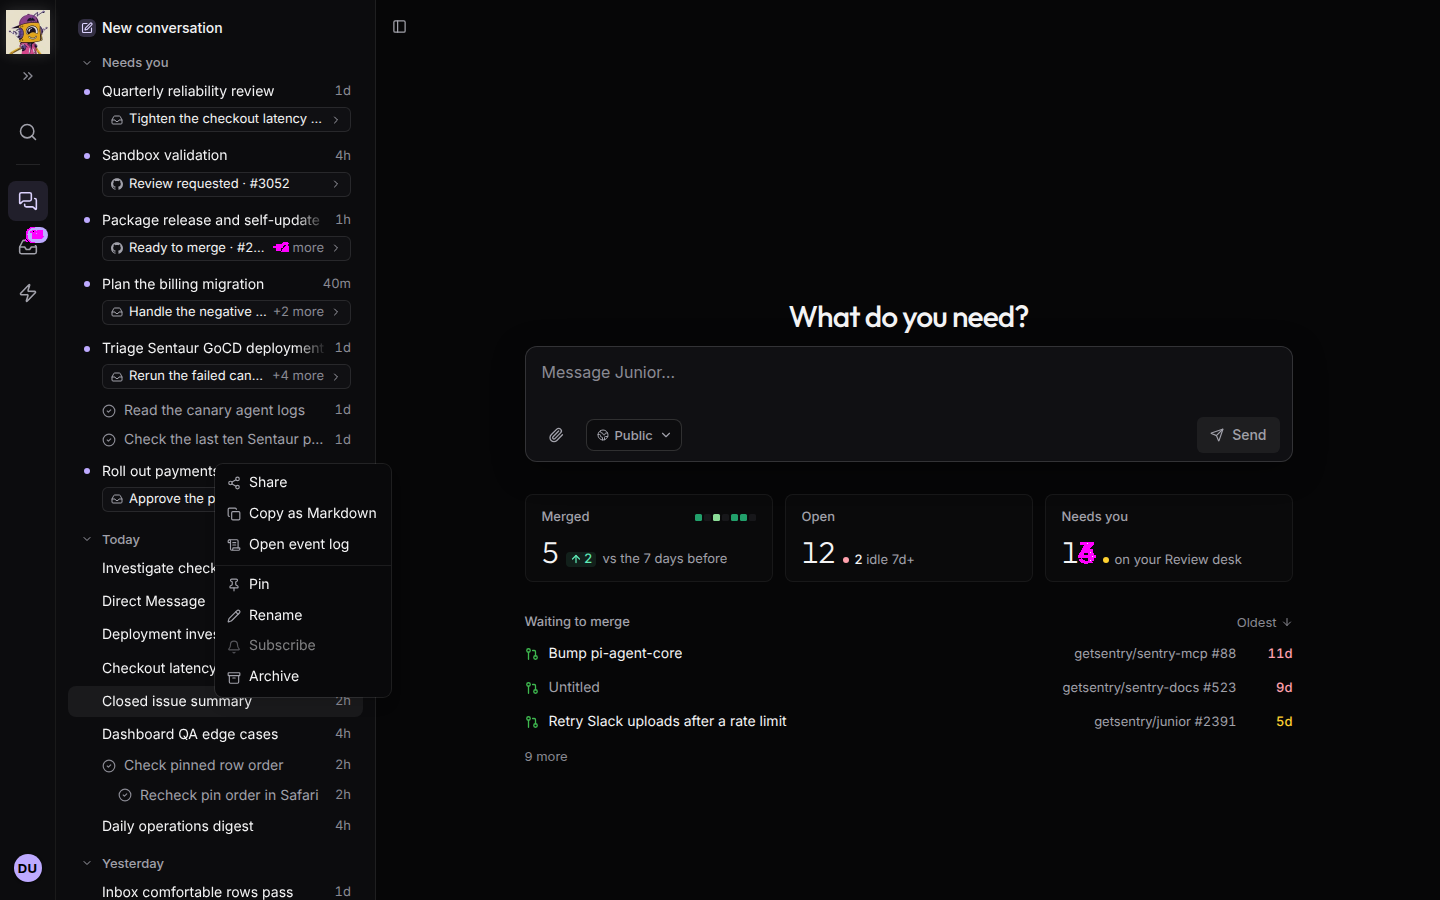 New conversation
Needs you
Quarterly reliability review 1d
Tighten the checkout latency ...
Sandbox validation 4h
Review requested · #3052
Package release and self-update 1h
Ready to merge · #2... more
Plan the billing migration 40m
Handle the negative ... +2 more
Triage Sentaur GoCD deployment 1d
Rerun the failed can... +4 more
Read the canary agent logs 1d
Check the last ten Sentaur p... 1d
Roll out payments
Approve the p
Share
Copy as Markdown
Open event log
Pin
Rename
Subscribe
Archive
Today
Investigate check
Direct Message
Deployment inves
Checkout latency
Closed issue summary 2h
Dashboard QA edge cases 4h
Check pinned row order 2h
Recheck pin order in Safari 2h
Daily operations digest 4h
Yesterday
Inbox comfortable rows pass 1d
DU
What do you need?
Message Junior...
Public
Send
Merged
5 2 vs the 7 days before
Open
12 2 idle 7d+
Needs you
on your Review desk
Waiting to merge Oldest
Bump pi-agent-core getsentry/sentry-mcp #88 11d
Untitled getsentry/sentry-docs #523 9d
Retry Slack uploads after a rate limit getsentry/junior #2391 5d
9 more